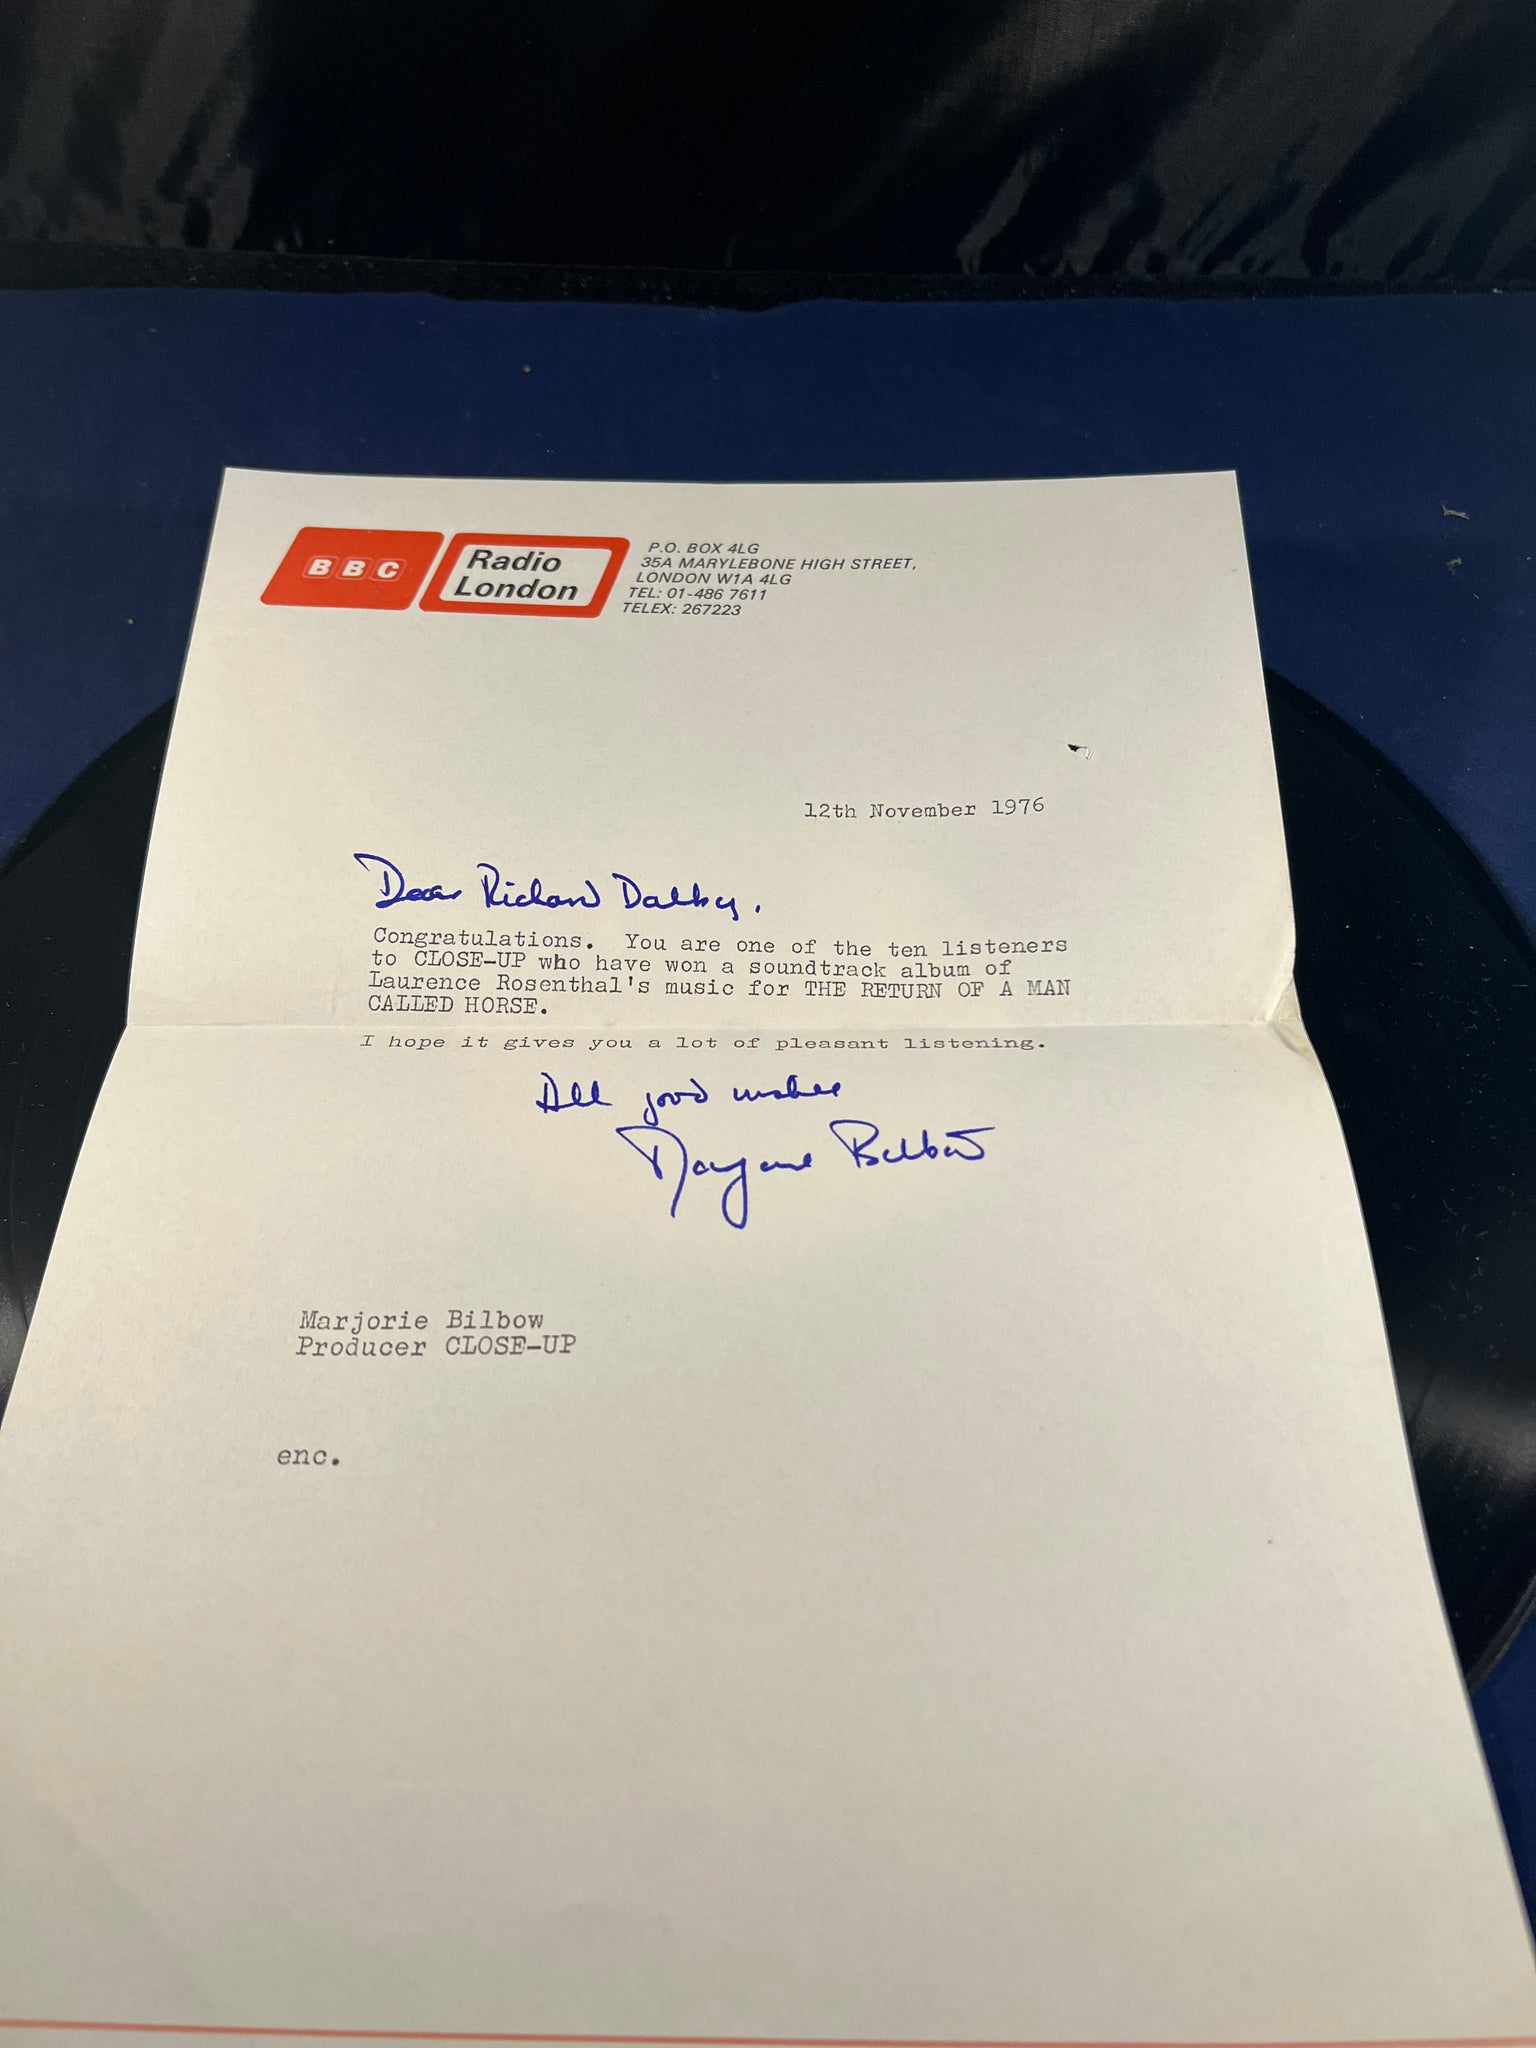 BBC Radio London
P.O. BOX 4LG
35A MARYLEBONE HIGH STREET,
LONDON W1A 4LG
TEL: 01-486 7611
TELEX: 267223
12th November 1976
Dear Richard Dalby,
Congratulations. You are one of the ten listeners
to CLOSE-UP who have won a soundtrack album of
Laurence Rosenthal's music for THE RETURN OF A MAN
CALLED HORSE.
I hope it gives you a lot of pleasant listening.
All good wishes
Marjorie Bilbow
Marjorie Bilbow
Producer CLOSE-UP
enc.